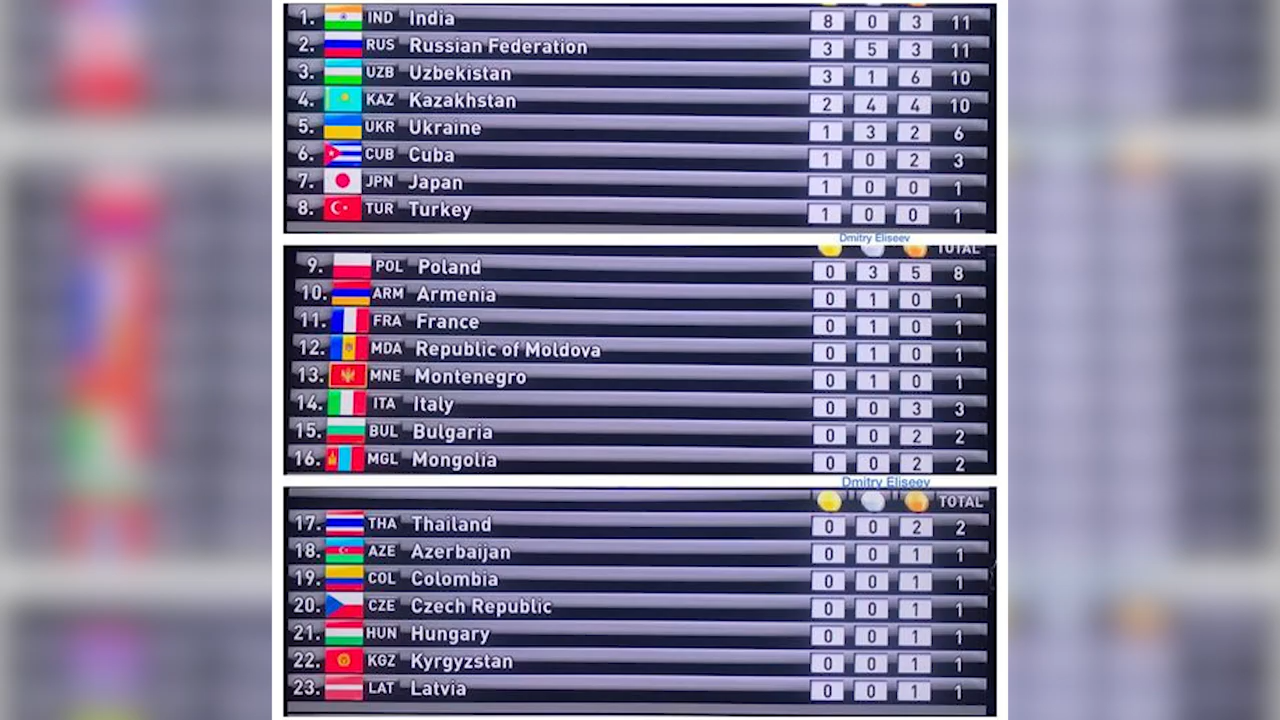 1. IND India 8 0 3 11
2. RUS Russian Federation 3 5 3 11
3. UZB Uzbekistan 3 1 6 10
4. KAZ Kazakhstan 2 4 4 10
5. UKR Ukraine 1 3 2 6
6. CUB Cuba 1 0 2 3
7. JPN Japan 1 0 0 1
8. TUR Turkey 1 0 0 1
Dmitry Eliseev
TOTAL
9. POL Poland 0 3 5 8
10. ARM Armenia 0 1 0 1
11. FRA France 0 1 0 1
12. MDA Republic of Moldova 0 1 0 1
13. MNE Montenegro 0 1 0 1
14. ITA Italy 0 0 3 3
15. BUL Bulgaria 0 0 2 2
16. MGL Mongolia 0 0 2 2
Dmitry Eliseev
TOTAL
17. THA Thailand 0 0 2 2
18. AZE Azerbaijan 0 0 1 1
19. COL Colombia 0 0 1 1
20. CZE Czech Republic 0 0 1 1
21. HUN Hungary 0 0 1 1
22. KGZ Kyrgyzstan 0 0 1 1
23. LAT Latvia 0 0 1 1